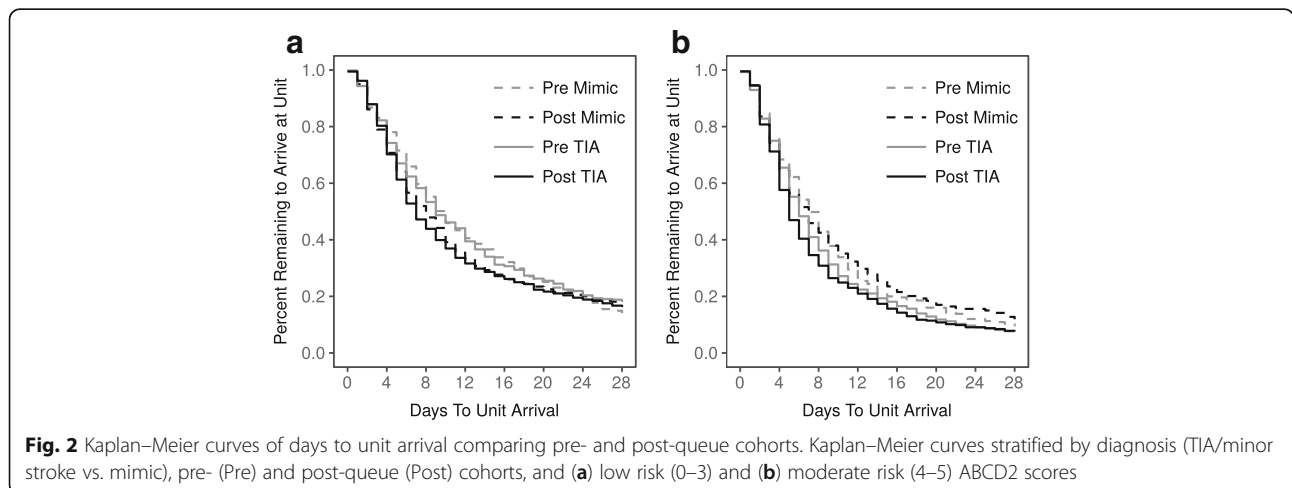 a
Percent Remaining to Arrive at Unit
1.0
0.8
0.6
0.4
0.2
0.0
Pre Mimic
Post Mimic
Pre TIA
Post TIA
0 4 8 12 16 20 24 28
Days To Unit Arrival
b
Percent Remaining to Arrive at Unit
1.0
0.8
0.6
0.4
0.2
0.0
Pre Mimic
Post Mimic
Pre TIA
Post TIA
0 4 8 12 16 20 24 28
Days To Unit Arrival
Fig. 2 Kaplan–Meier curves of days to unit arrival comparing pre- and post-queue cohorts. Kaplan–Meier curves stratified by diagnosis (TIA/minor
stroke vs. mimic), pre- (Pre) and post-queue (Post) cohorts, and (a) low risk (0–3) and (b) moderate risk (4–5) ABCD2 scores